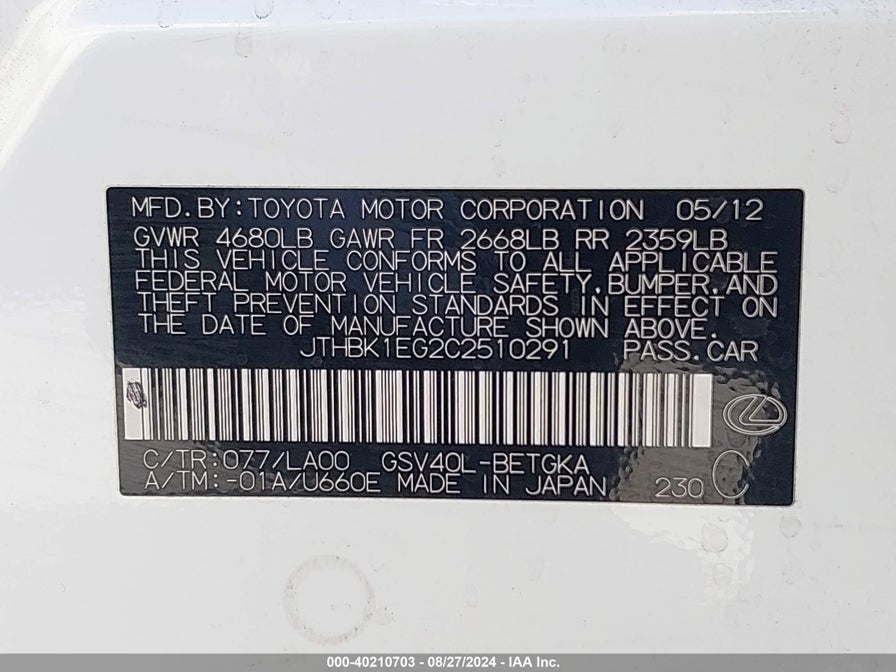 MFD.BY:TOYOTA MOTOR CORPORATION 05/12
GVWR 4680LB GAWR FR 2668LB RR 2359LB
THIS VEHICLE CONFORMS TO ALL APPLICABLE
FEDERAL MOTOR VEHICLE SAFETY,BUMPER,AND
THEFT PREVENTION STANDARDS IN EFFECT ON
THE DATE OF MANUFACTURE SHOWN ABOVE.
JTHBK1EG2C2510291 PASS.CAR
C/TR:077/LA00 GSV40L-BETGKA
A/TM:-01A/U660E MADE IN JAPAN 230 C
000-40210703 - 08/27/2024 - IAA Inc.